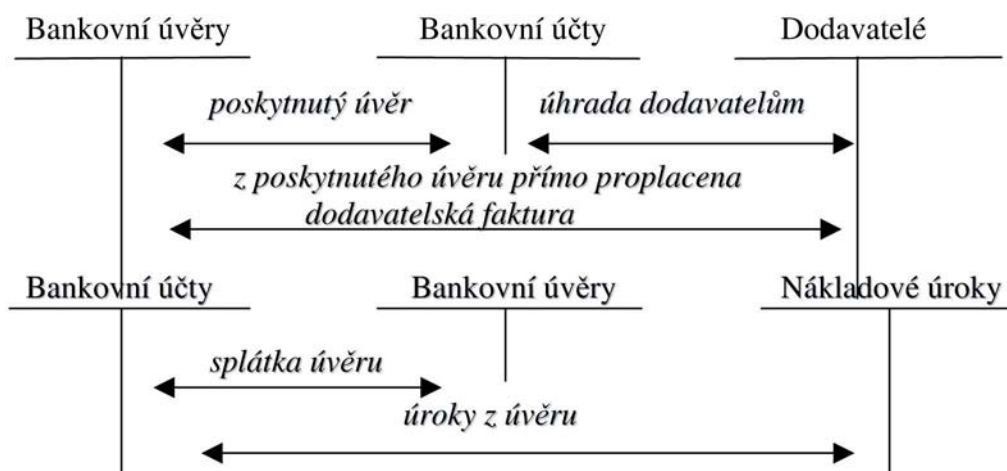 Bankovní úvěry Bankovní účty Dodavatelé
poskytnutý úvěr úhrada dodavatelům
z poskytnutého úvěru přímo proplacena
dodavatelská faktura
Bankovní účty Bankovní úvěry Nákladové úroky
splátka úvěru
úroky z úvěru